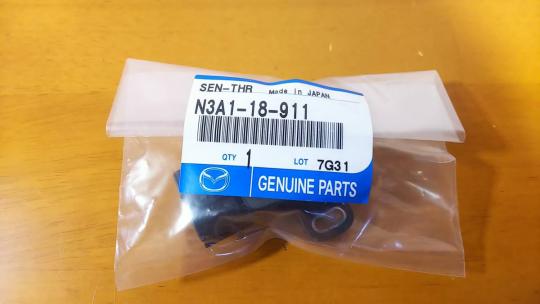 SEN-THR Made in JAPAN
N3A1-18-911
QTY 1 LOT 7G31
GENUINE PARTS